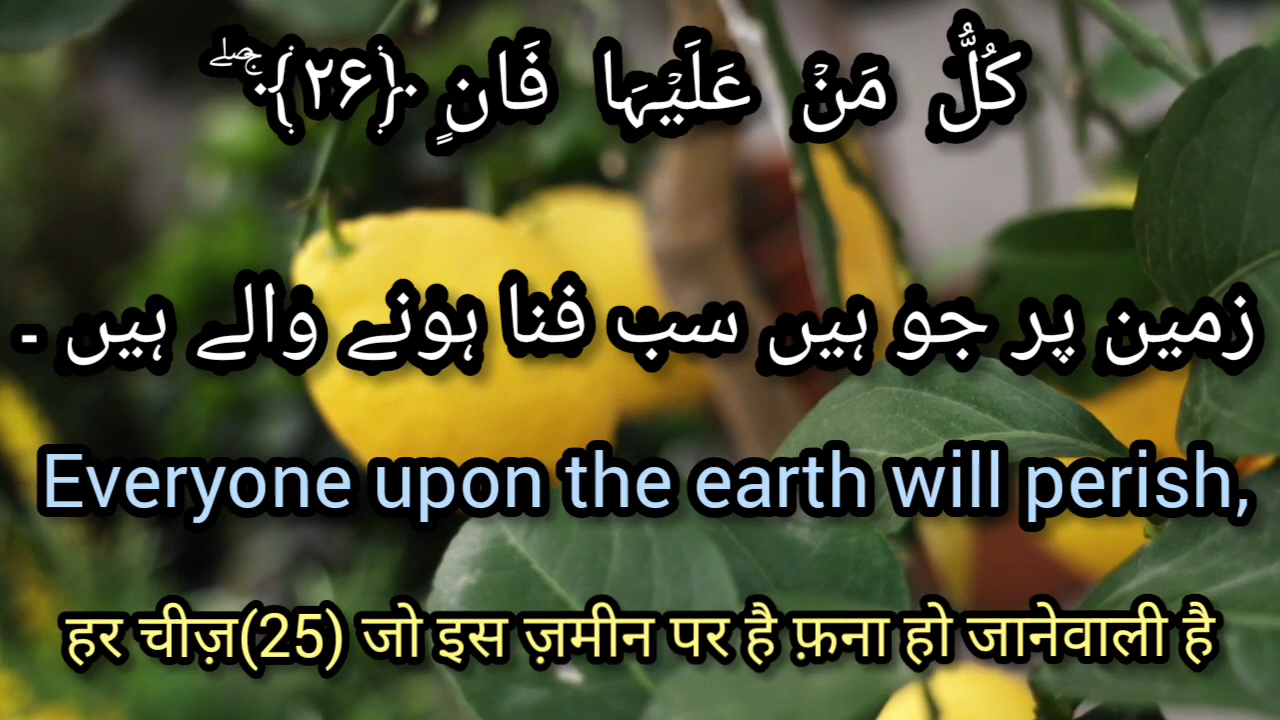 كُلُّ مَنْ عَلَیْہَا فَانٍ ﴿۲۶﴾ۚۖ
زمین پر جو ہیں سب فنا ہونے والے ہیں ۔
Everyone upon the earth will perish,
हर चीज़(25) जो इस ज़मीन पर है फ़ना हो जानेवाली है